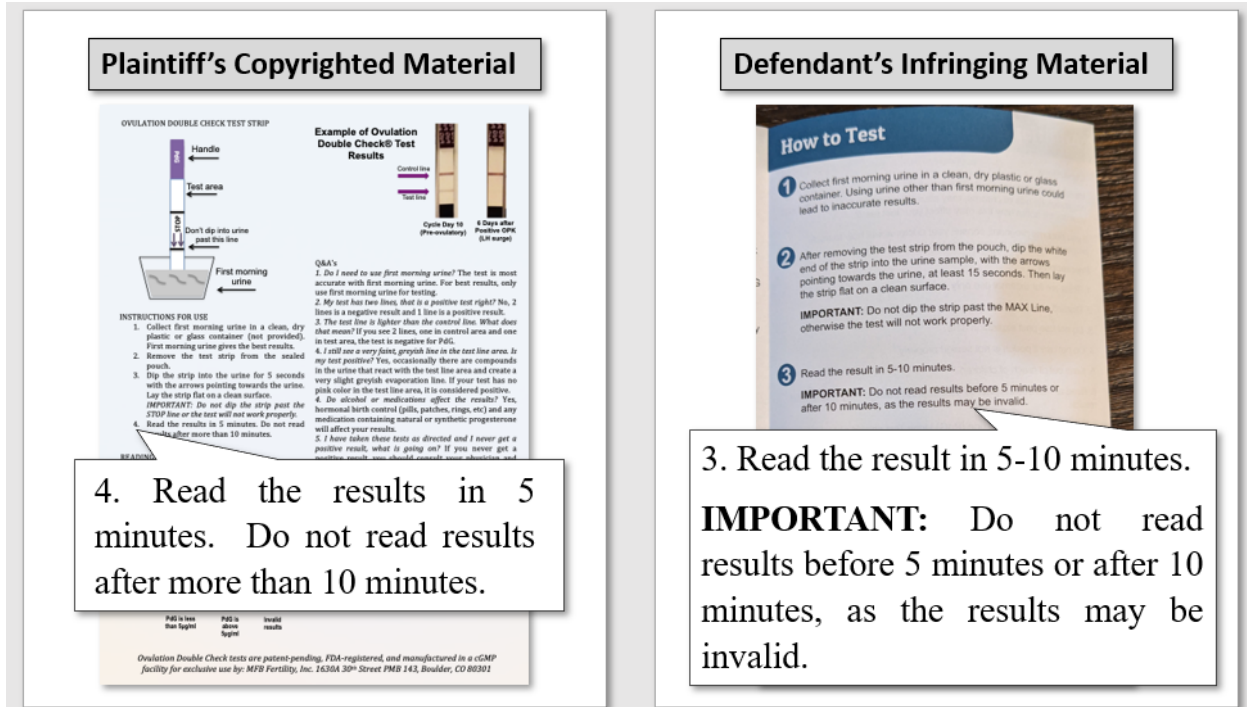 Plaintiff's Copyrighted Material
OVULATION DOUBLE CHECK TEST STRIP
PdG
Handle
Test area
STOP
Don't dip into urine
past this line
First morning
urine
Example of Ovulation
Double Check® Test
Results
Control line
Test line
Cycle Day 10
(Pre-ovulatory)
6 Days after
Positive OPK
(LH surge)
INSTRUCTIONS FOR USE
1. Collect first morning urine in a clean, dry
plastic or glass container (not provided).
First morning urine gives the best results.
2. Remove the test strip from the sealed
pouch.
3. Dip the strip into the urine for 5 seconds
with the arrows pointing towards the urine.
Lay the strip flat on a clean surface.
IMPORTANT: Do not dip the strip past the
STOP line or the test will not work properly.
4. Read the results in 5 minutes. Do not read
after more than 10 minutes.
READING
Q&A's
1. Do I need to use first morning urine? The test is most
accurate with first morning urine. For best results, only
use first morning urine for testing.
2. My test has two lines, that is a positive test right? No, 2
lines is a negative result and 1 line is a positive result.
3. The test line is lighter than the control line. What does
that mean? If you see 2 lines, one in control area and one
in test area, the test is negative for PdG.
4. I still see a very faint, greyish line in the test line area. Is
my test positive? Yes, occasionally there are compounds
in the urine that react with the test line area and create a
very slight greyish evaporation line. If your test has no
pink color in the test line area, it is considered positive.
4. Do alcohol or medications affect the results? Yes,
hormonal birth control (pills, patches, rings, etc) and any
medication containing natural or synthetic progesterone
will affect your results.
5. I have taken these tests as directed and I never get a
positive result, what is going on? If you never get a
positive result, you should consult your physician and
4. Read the results in 5
minutes. Do not read results
after more than 10 minutes.
PdG is less
than 5µg/ml
PdG is
above
5µg/ml
Invalid
results
Ovulation Double Check tests are patent-pending, FDA-registered, and manufactured in a cGMP
facility for exclusive use by: MFB Fertility, Inc. 1630A 30th Street PMB 143, Boulder, CO 80301
Defendant's Infringing Material
How to Test
1 Collect first morning urine in a clean, dry plastic or glass
container. Using urine other than first morning urine could
lead to inaccurate results.
2 After removing the test strip from the pouch, dip the white
end of the strip into the urine sample, with the arrows
pointing towards the urine, at least 15 seconds. Then lay
the strip flat on a clean surface.
IMPORTANT: Do not dip the strip past the MAX Line,
otherwise the test will not work properly.
3 Read the result in 5-10 minutes.
IMPORTANT: Do not read results before 5 minutes or
after 10 minutes, as the results may be invalid.
3. Read the result in 5-10 minutes.
IMPORTANT: Do not read
results before 5 minutes or after 10
minutes, as the results may be
invalid.